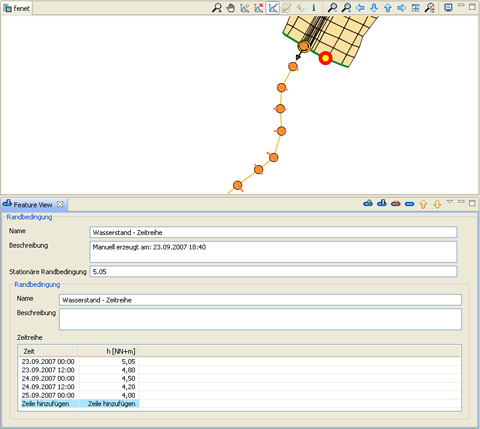 fenet
Feature View
Randbedingung
Name Wasserstand - Zeitreihe
Beschreibung Manuell erzeugt am: 23.09.2007 18:40
Stationäre Randbedingung 5.05
Randbedingung
Name Wasserstand - Zeitreihe
Beschreibung
Zeitreihe
Zeit h [NN+m]
23.09.2007 00:00 5,05
23.09.2007 12:00 4,80
24.09.2007 00:00 4,50
24.09.2007 12:00 4,20
25.09.2007 00:00 4,00
Zeile hinzufügen Zeile hinzufügen